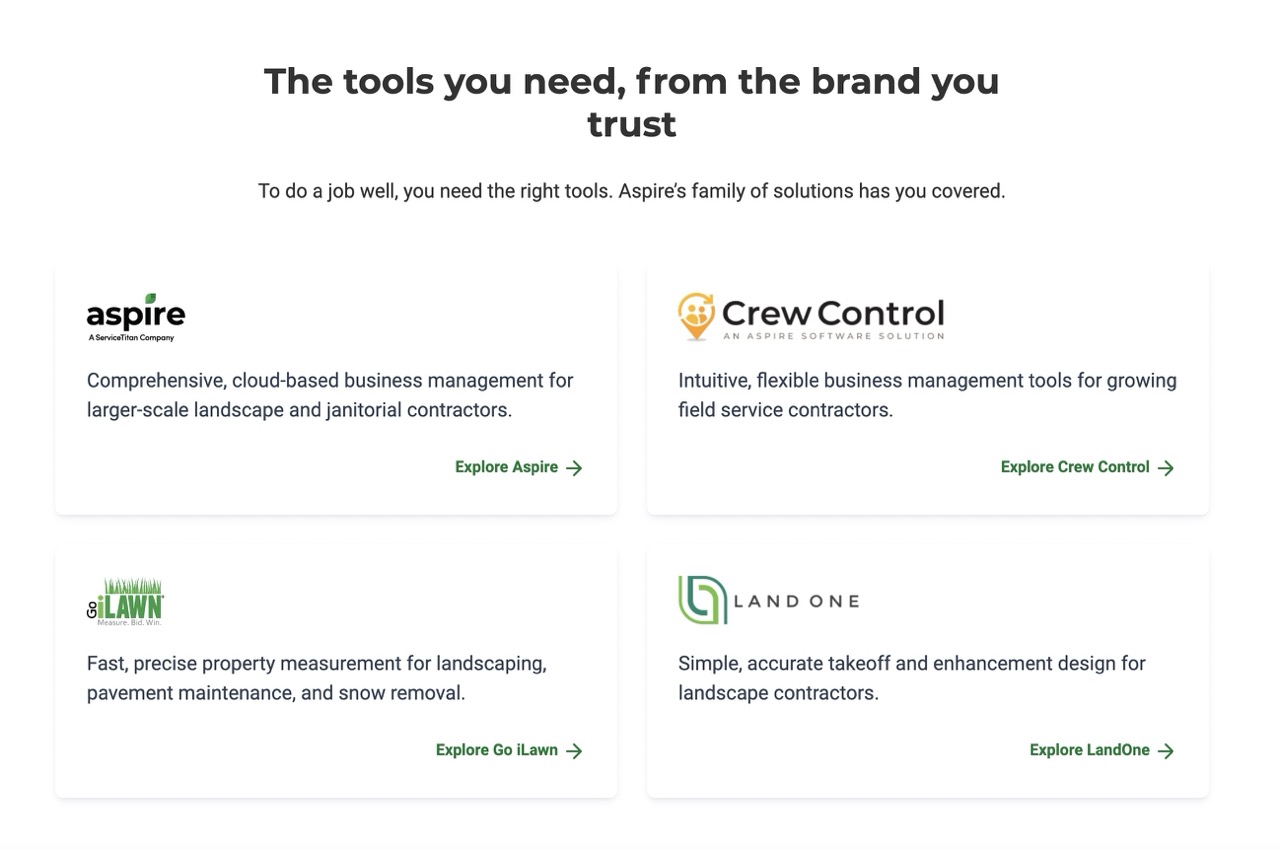 The tools you need, from the brand you
trust
To do a job well, you need the right tools. Aspire's family of solutions has you covered.
aspire
A ServiceTitan Company
Comprehensive, cloud-based business management for
larger-scale landscape and janitorial contractors.
Explore Aspire
Crew Control
AN ASPIRE SOFTWARE SOLUTION
Intuitive, flexible business management tools for growing
field service contractors.
Explore Crew Control
Go iLAWN
Measure. Bid. Win.
Fast, precise property measurement for landscaping,
pavement maintenance, and snow removal.
Explore Go iLawn
LAND ONE
Simple, accurate takeoff and enhancement design for
landscape contractors.
Explore LandOne